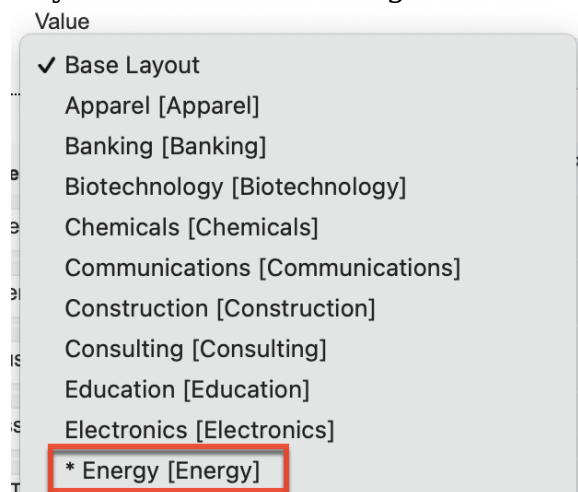 Value
✓ Base Layout
Apparel [Apparel]
Banking [Banking]
Biotechnology [Biotechnology]
Chemicals [Chemicals]
Communications [Communications]
Construction [Construction]
Consulting [Consulting]
Education [Education]
Electronics [Electronics]
* Energy [Energy]